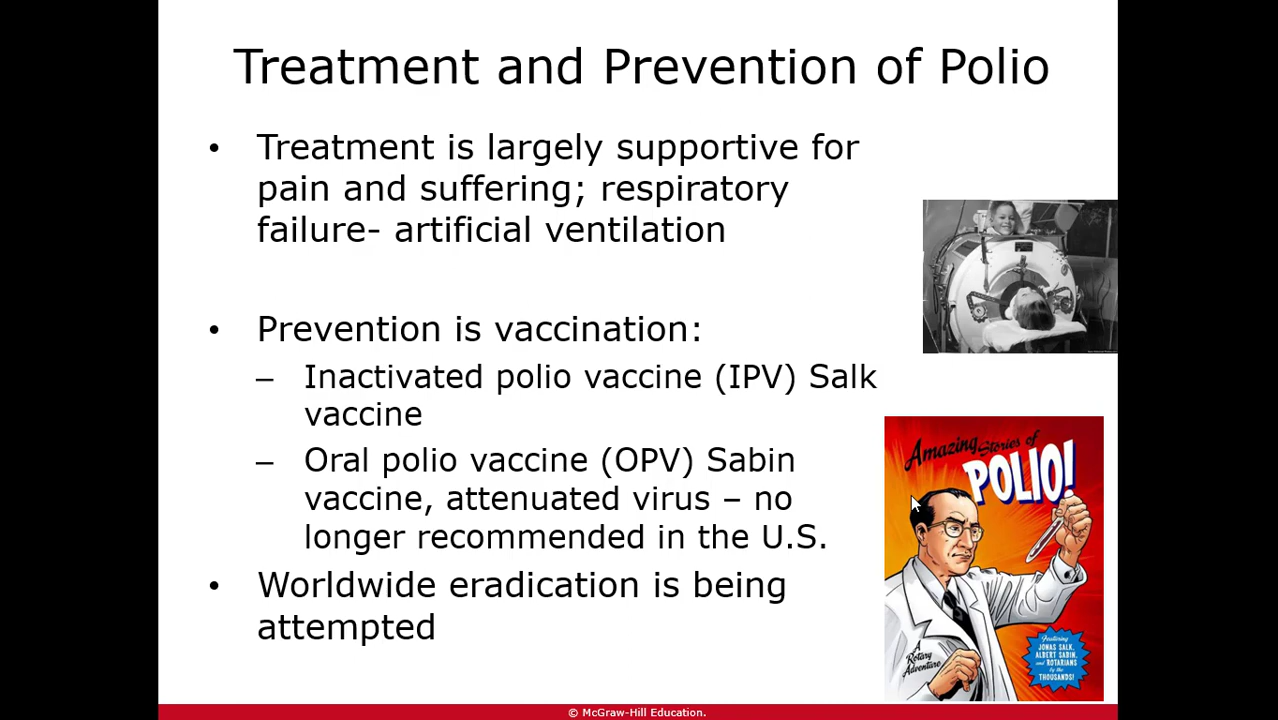 Treatment and Prevention of Polio
• Treatment is largely supportive for
pain and suffering; respiratory
failure- artificial ventilation
• Prevention is vaccination:
– Inactivated polio vaccine (IPV) Salk
vaccine
– Oral polio vaccine (OPV) Sabin
vaccine, attenuated virus – no
longer recommended in the U.S.
• Worldwide eradication is being
attempted
Amazing Stories of
POLIO!
A
Rotary
Adventure
Featuring
JONAS SALK,
ALBERT SABIN,
and ROTARIANS
by the
THOUSANDS!
© McGraw-Hill Education.